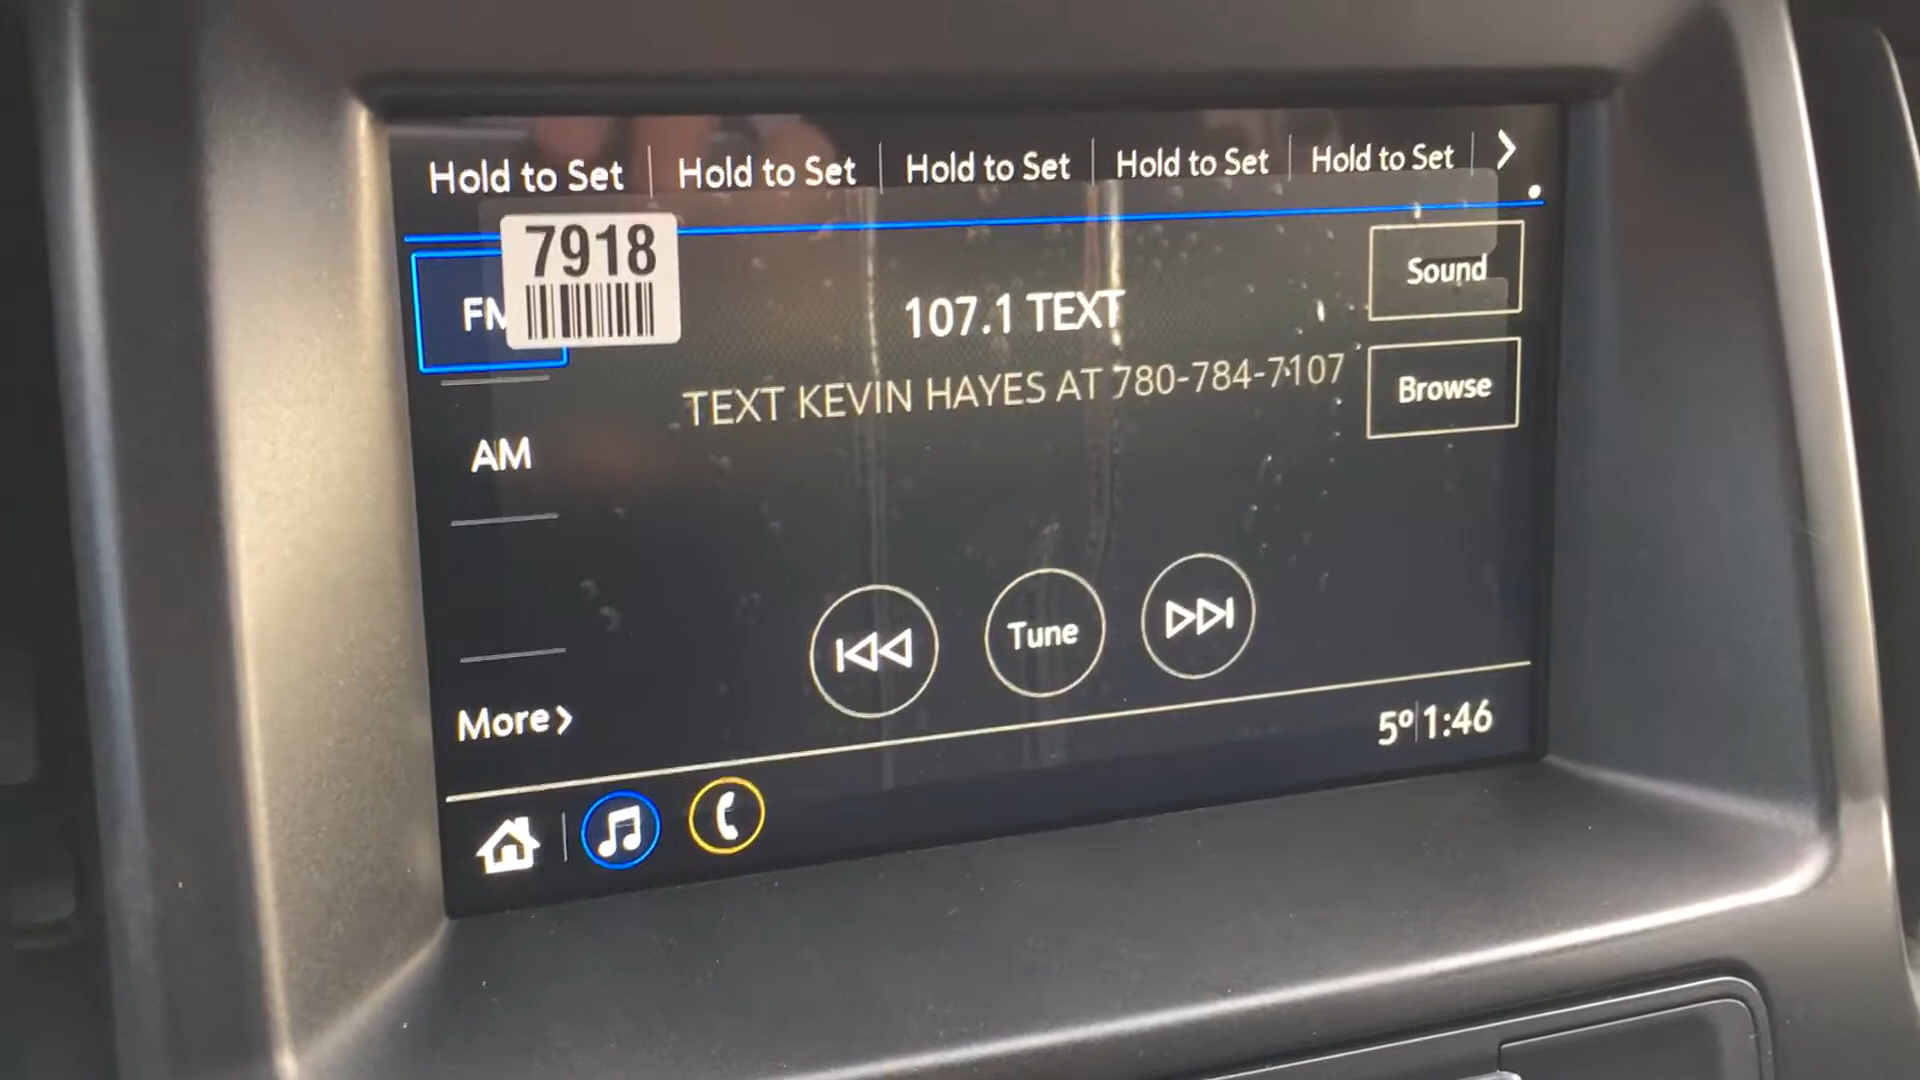 Hold to Set Hold to Set Hold to Set Hold to Set Hold to Set >
7918
FM
107.1 TEXT
Sound
TEXT KEVIN HAYES AT 780-784-7107
Browse
AM
Tune
More >
5° 1:46